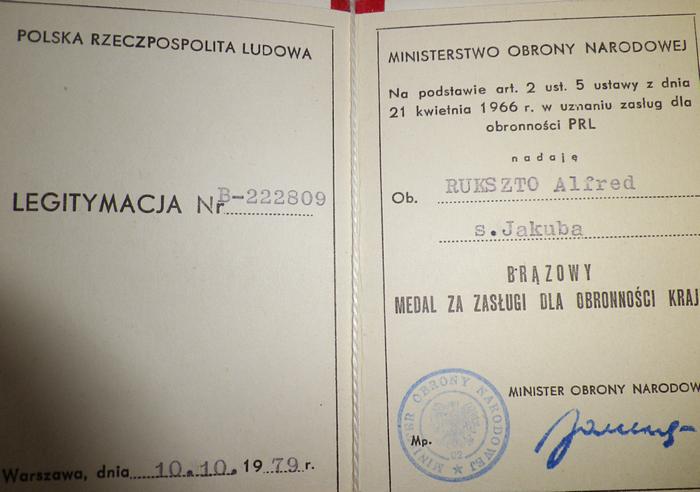 POLSKA RZECZPOSPOLITA LUDOWA
LEGITYMACJA Nr B-222809
Warszawa, dnia 10.10. 1979 r.
MINISTERSTWO OBRONY NARODOWEJ
Na podstawie art. 2 ust. 5 ustawy z dnia
21 kwietnia 1966 r. w uznaniu zasług dla
obronności PRL
nadaję
Ob. RUKSZTO Alfred
s.Jakuba
BRĄZOWY
MEDAL ZA ZASŁUGI DLA OBRONNOŚCI KRAJ
MINISTER OBRONY NARODOW
Mp.
MINISTER OBRONY NARODOWEJ
02